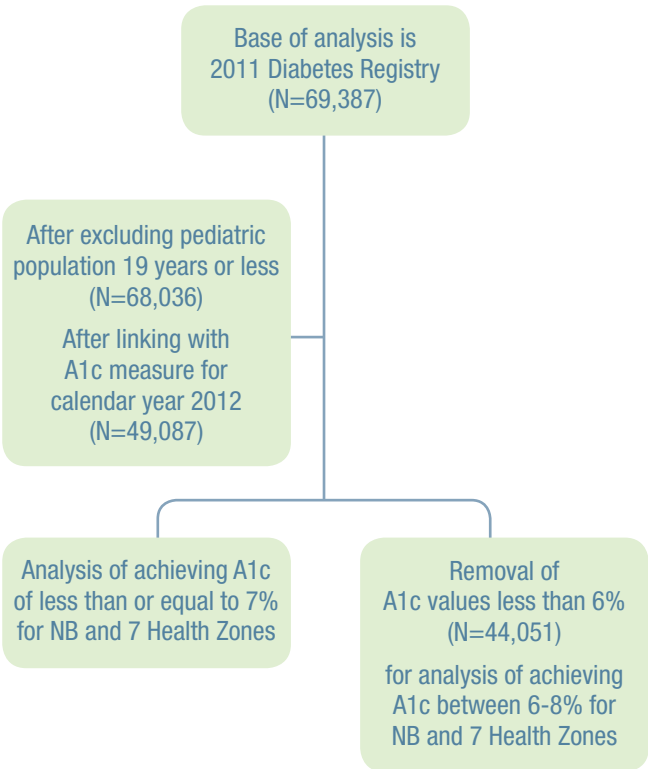 Base of analysis is
2011 Diabetes Registry
(N=69,387)
After excluding pediatric
population 19 years or less
(N=68,036)
After linking with
A1c measure for
calendar year 2012
(N=49,087)
Analysis of achieving A1c
of less than or equal to 7%
for NB and 7 Health Zones
Removal of
A1c values less than 6%
(N=44,051)
for analysis of achieving
A1c between 6-8% for
NB and 7 Health Zones